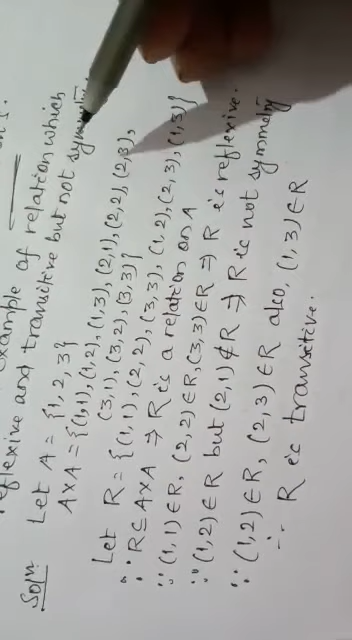 Example of relation which
reflexive and transitive but not symmetric.
Soln Let A = {1, 2, 3}
A×A = {(1,1), (1,2), (1,3), (2,1), (2,2), (2,3),
(3,1), (3,2), (3,3)}
Let R = {(1,1), (2,2), (3,3), (1,2), (2,3), (1,3)}
∵ R⊆A×A ⇒ R is a relation on A
∵ (1,1)∈R, (2,2)∈R, (3,3)∈R ⇒ R is reflexive.
∵ (1,2)∈R but (2,1)∉R ⇒ R is not symmetry
∵ (1,2)∈R, (2,3)∈R also, (1,3)∈R
∴ R is transitive.